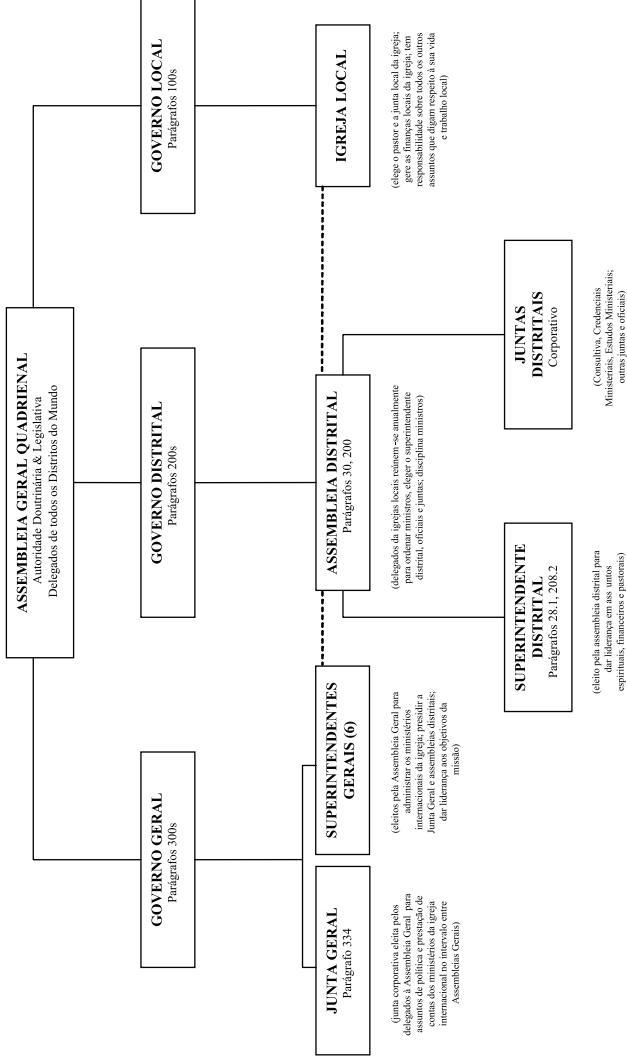 ASSEMBLEIA GERAL QUADRIENAL
Autoridade Doutrinária & Legislativa
Delegados de todos os Distritos do Mundo
GOVERNO GERAL
Parágrafos 300s
GOVERNO DISTRITAL
Parágrafos 200s
GOVERNO LOCAL
Parágrafos 100s
JUNTA GERAL
Parágrafo 334
(junta corporativa eleita pelos
delegados à Assembleia Geral para
assuntos de política e prestação de
contas dos ministérios da igreja
internacional no intervalo entre
Assembleias Gerais)
SUPERINTENDENTES
GERAIS (6)
(eleitos pela Assembleia Geral para
administrar os ministérios
internacionais da igreja; presidir a
Junta Geral e assembleias distritais;
dar liderança aos objetivos da
missão)
ASSEMBLEIA DISTRITAL
Parágrafos 30, 200
(delegados da igrejas locais reúnem-se anualmente
para ordenar ministros, eleger o superintendente
distrital, oficiais e juntas; disciplina ministros)
IGREJA LOCAL
(elege o pastor e a junta local da igreja;
gere as finanças locais da igreja; tem
responsabilidade sobre todos os outros
assuntos que digam respeito à sua vida
e trabalho local)
SUPERINTENDENTE
DISTRITAL
Parágrafos 28.1, 208.2
(eleito pela assembleia distrital para
dar liderança em ass untos
espirituais, financeiros e pastorais)
JUNTAS
DISTRITAIS
Corporativo
(Consultiva, Credenciais
Ministeriais, Estudos Ministeriais;
outras juntas e oficiais)